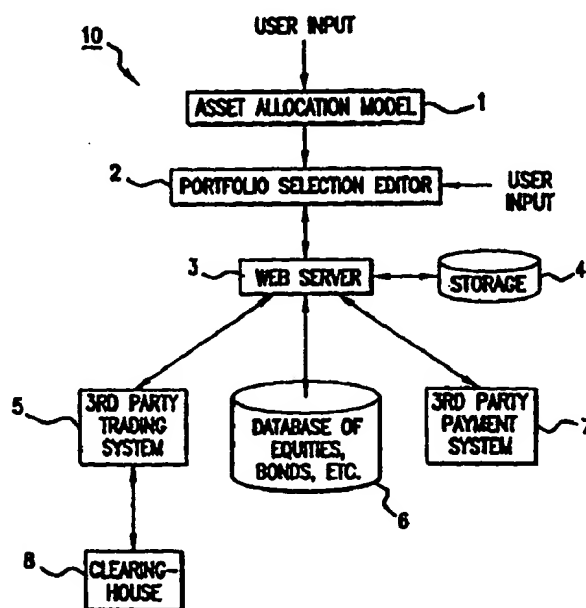 USER INPUT
10
ASSET ALLOCATION MODEL
1
2
PORTFOLIO SELECTION EDITOR
USER
INPUT
3
WEB SERVER
STORAGE
4
5
3RD PARTY
TRADING
SYSTEM
DATABASE OF
EQUITIES,
BONDS, ETC.
6
3RD PARTY
PAYMENT
SYSTEM
7
8
CLEARING-
HOUSE